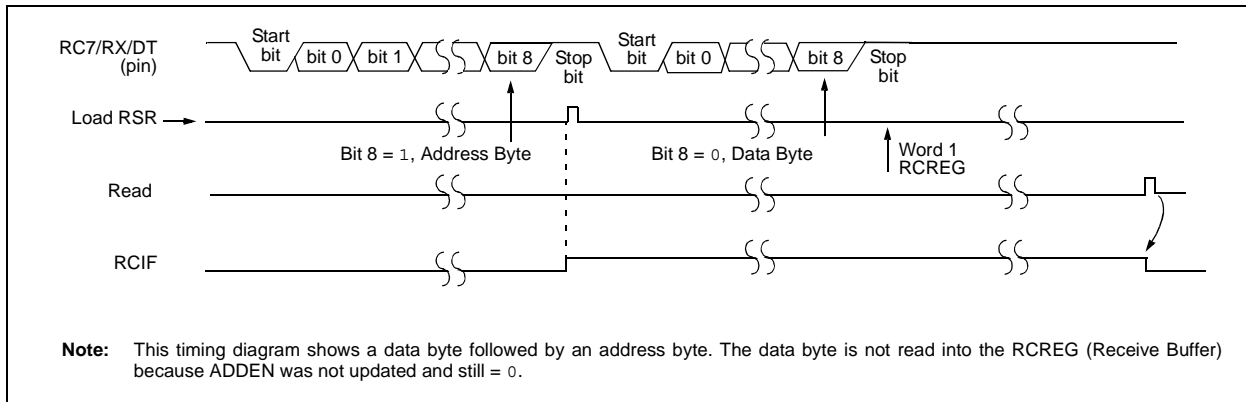 RC7/RX/DT
(pin)
Start
bit
bit 0
bit 1
bit 8
Stop
bit
Start
bit
bit 0
bit 8
Stop
bit
Load RSR
Bit 8 = 1, Address Byte
Bit 8 = 0, Data Byte
Word 1
RCREG
Read
RCIF
Note: This timing diagram shows a data byte followed by an address byte. The data byte is not read into the RCREG (Receive Buffer)
because ADDEN was not updated and still = 0.